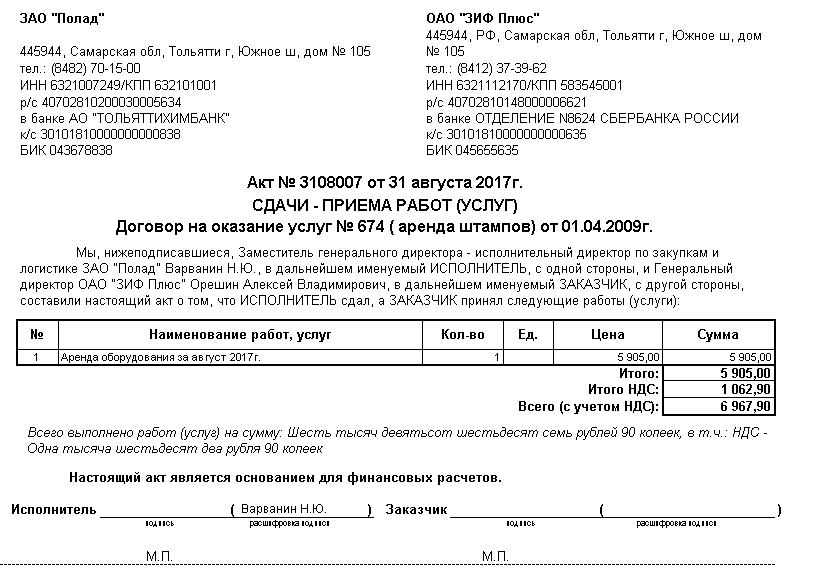 ЗАО "Полад"
445944, Самарская обл, Тольятти г, Южное ш, дом № 105
тел.: (8482) 70-15-00
ИНН 6321007249/КПП 632101001
р/с 40702810200030005634
в банке АО "ТОЛЬЯТТИХИМБАНК"
к/с 30101810000000000838
БИК 043678838
ОАО "ЗИФ Плюс"
445944, РФ, Самарская обл, Тольятти г, Южное ш, дом
№ 105
тел.: (8412) 37-39-62
ИНН 6321112170/КПП 583545001
р/с 40702810148000006621
в банке ОТДЕЛЕНИЕ N8624 СБЕРБАНКА РОССИИ
к/с 30101810000000000635
БИК 045655635
Акт № 3108007 от 31 августа 2017г.
СДАЧИ - ПРИЕМА РАБОТ (УСЛУГ)
Договор на оказание услуг № 674 ( аренда штампов) от 01.04.2009г.
Мы, нижеподписавшиеся, Заместитель генерального директора - исполнительный директор по закупкам и
логистике ЗАО "Полад" Варванин Н.Ю., в дальнейшем именуемый ИСПОЛНИТЕЛЬ, с одной стороны, и Генеральный
директор ОАО "ЗИФ Плюс" Орешин Алексей Владимирович, в дальнейшем именуемый ЗАКАЗЧИК, с другой стороны,
составили настоящий акт о том, что ИСПОЛНИТЕЛЬ сдал, а ЗАКАЗЧИК принял следующие работы (услуги):
№ Наименование работ, услуг Кол-во Ед. Цена Сумма
1 Аренда оборудования за август 2017г. 1 5 905,00 5 905,00
Итого: 5 905,00
Итого НДС: 1 062,90
Всего (с учетом НДС): 6 967,90
Всего выполнено работ (услуг) на сумму: Шесть тысяч девятьсот шестьдесят семь рублей 90 копеек, в т.ч.: НДС -
Одна тысяча шестьдесят два рубля 90 копеек
Настоящий акт является основанием для финансовых расчетов.
Исполнитель ( Варванин Н.Ю. ) Заказчик ( )
подпись расшифровка подписи подпись расшифровка подписи
М.П. М.П.